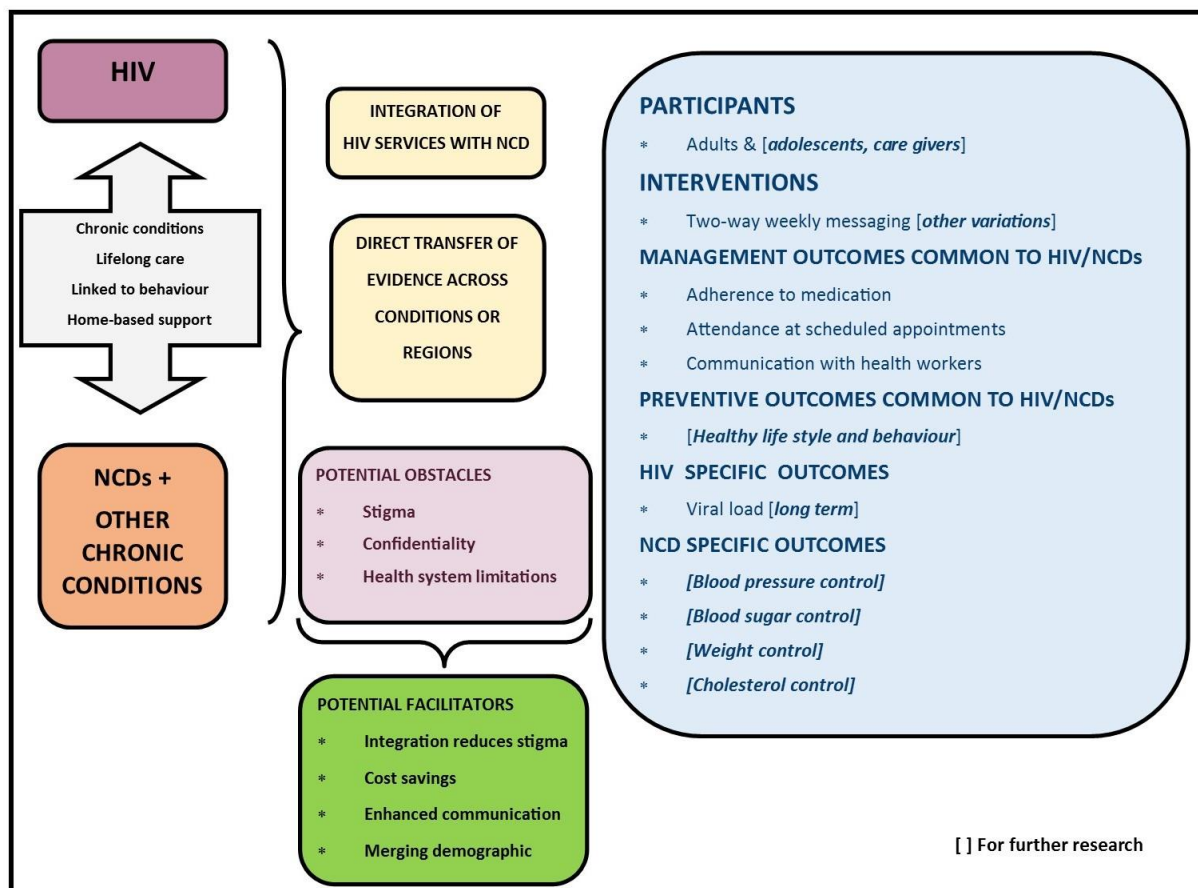 HIV
Chronic conditions
Lifelong care
Linked to behaviour
Home-based support
NCDs +
OTHER
CHRONIC
CONDITIONS
INTEGRATION OF
HIV SERVICES WITH NCD
DIRECT TRANSFER OF
EVIDENCE ACROSS
CONDITIONS OR
REGIONS
POTENTIAL OBSTACLES
* Stigma
* Confidentiality
* Health system limitations
POTENTIAL FACILITATORS
* Integration reduces stigma
* Cost savings
* Enhanced communication
* Merging demographic
PARTICIPANTS
* Adults & [adolescents, care givers]
INTERVENTIONS
* Two-way weekly messaging [other variations]
MANAGEMENT OUTCOMES COMMON TO HIV/NCDs
* Adherence to medication
* Attendance at scheduled appointments
* Communication with health workers
PREVENTIVE OUTCOMES COMMON TO HIV/NCDs
* [Healthy life style and behaviour]
HIV SPECIFIC OUTCOMES
* Viral load [long term]
NCD SPECIFIC OUTCOMES
* [Blood pressure control]
* [Blood sugar control]
* [Weight control]
* [Cholesterol control]
[ ] For further research